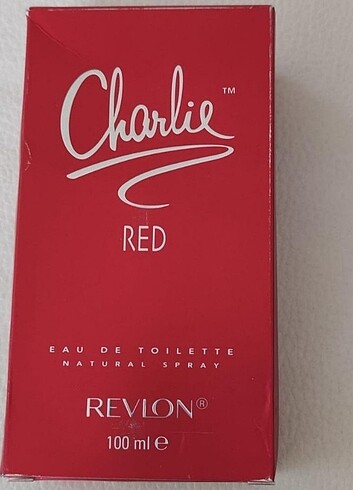 Charlie™
RED
EAU DE TOILETTE
NATURAL SPRAY
REVLON®
100 ml ℮